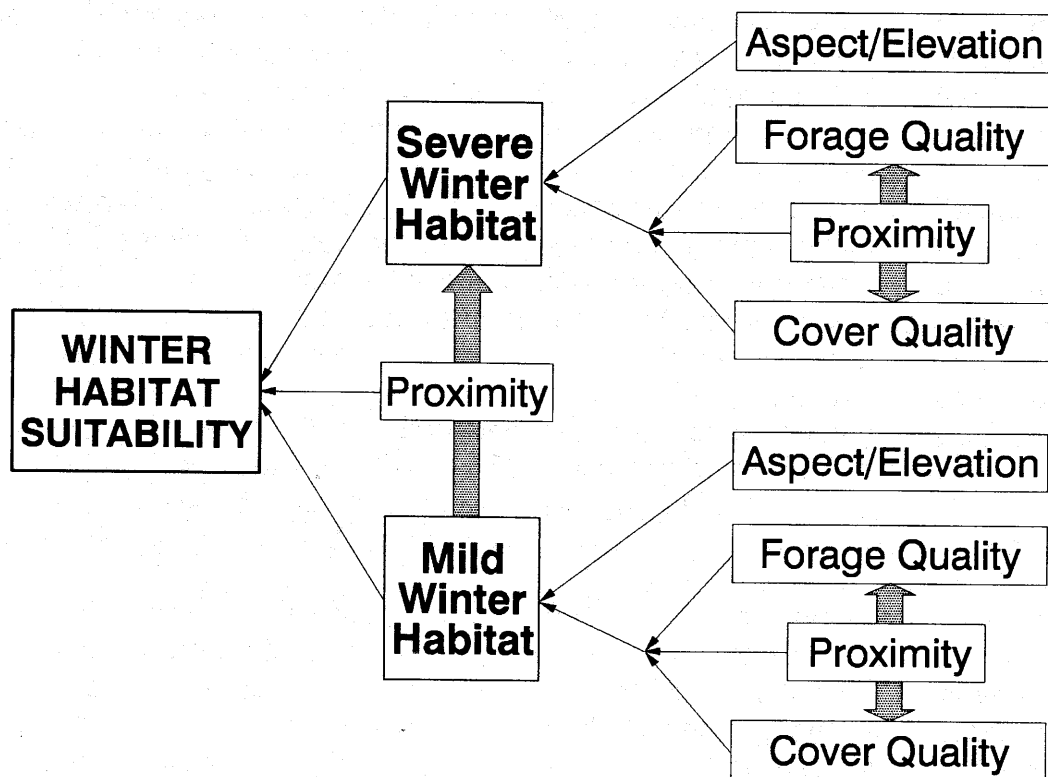 Aspect/Elevation
Forage Quality
Proximity
Cover Quality
Severe
Winter
Habitat
WINTER
HABITAT
SUITABILITY
Proximity
Mild
Winter
Habitat
Aspect/Elevation
Forage Quality
Proximity
Cover Quality